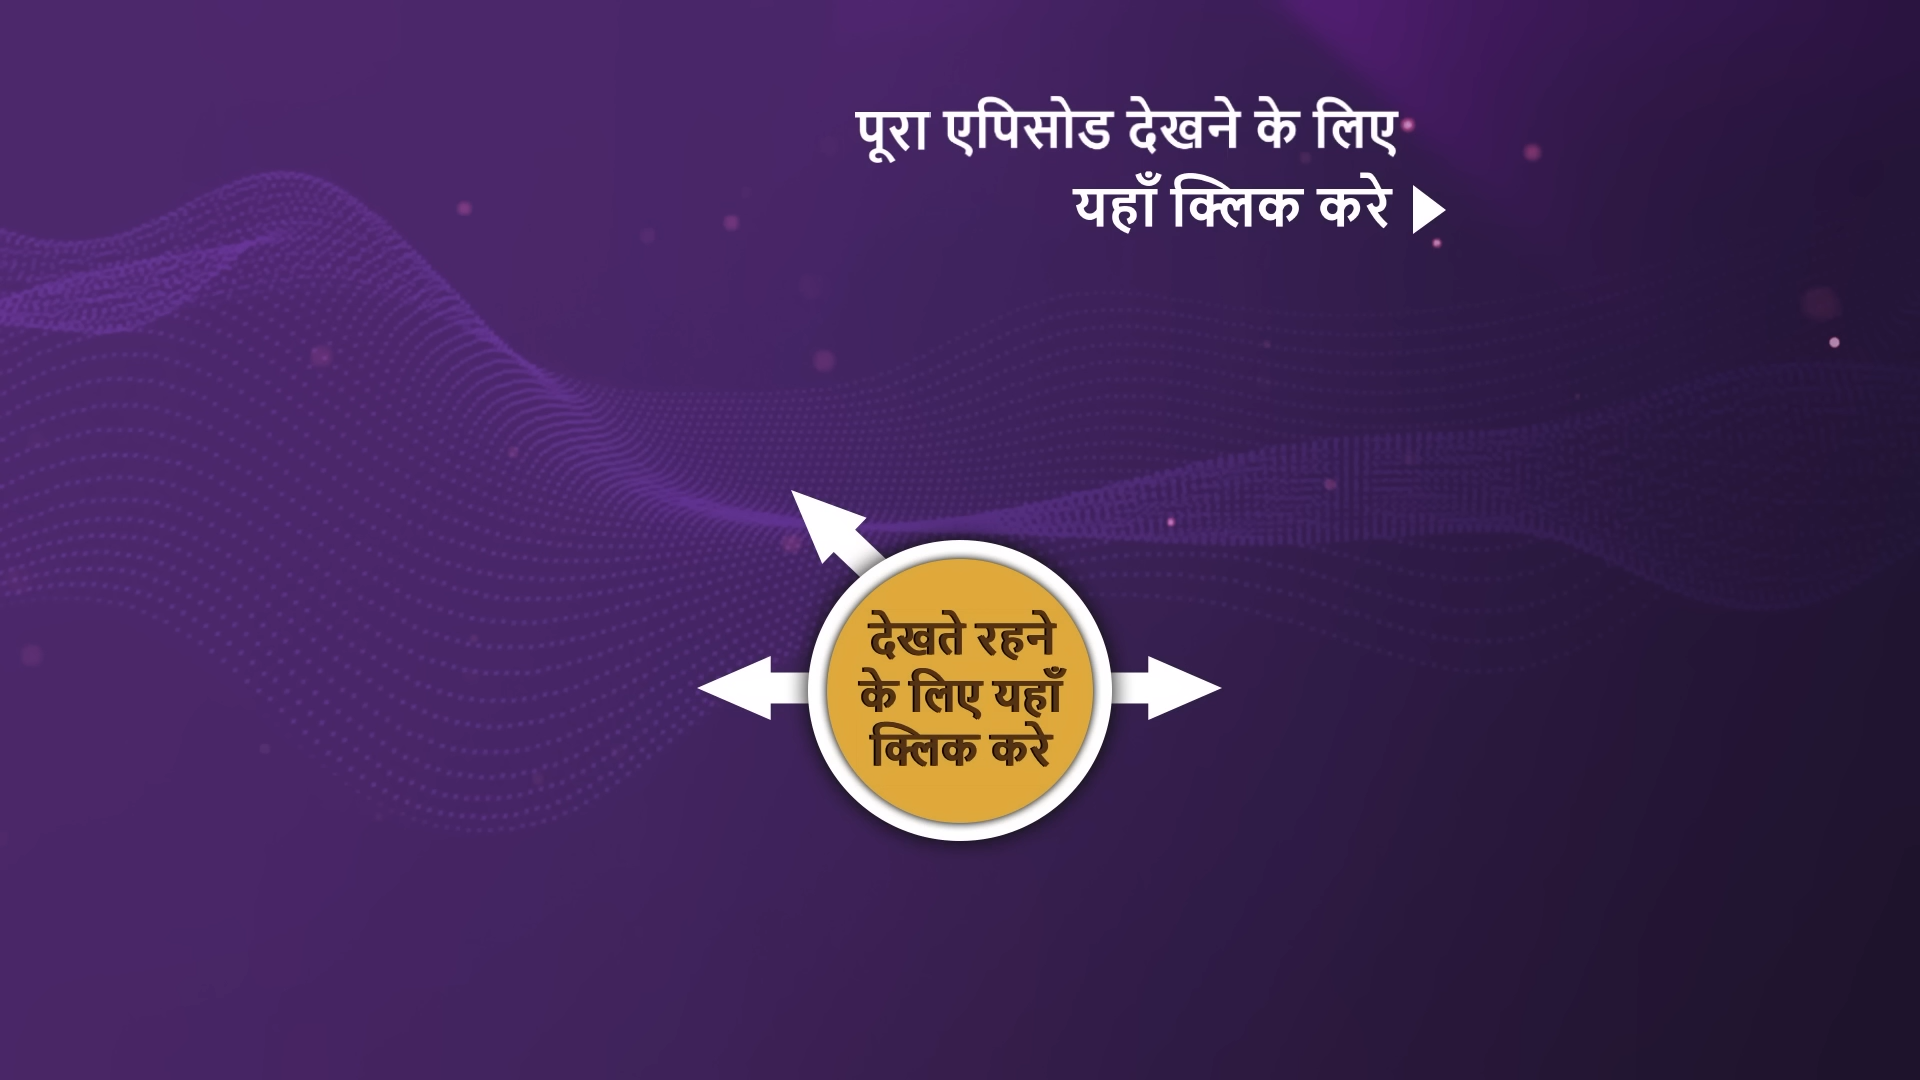 पूरा एपिसोड देखने के लिए
यहाँ क्लिक करे
देखते रहने
के लिए यहाँ
क्लिक करे